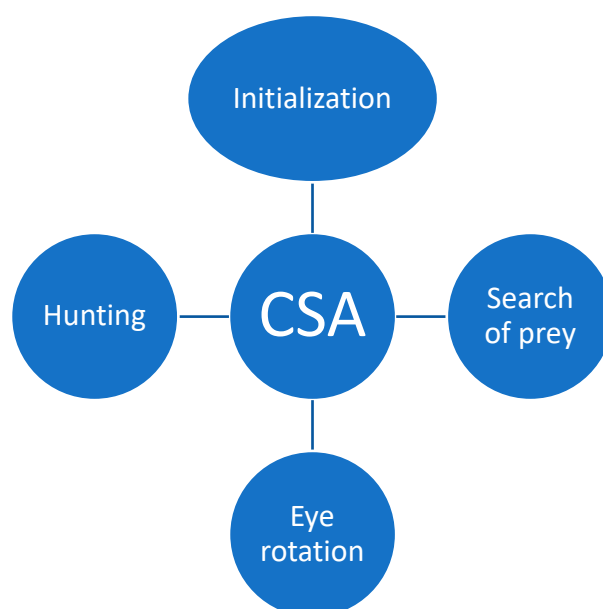 Initialization
Hunting
CSA
Search
of prey
Eye
rotation